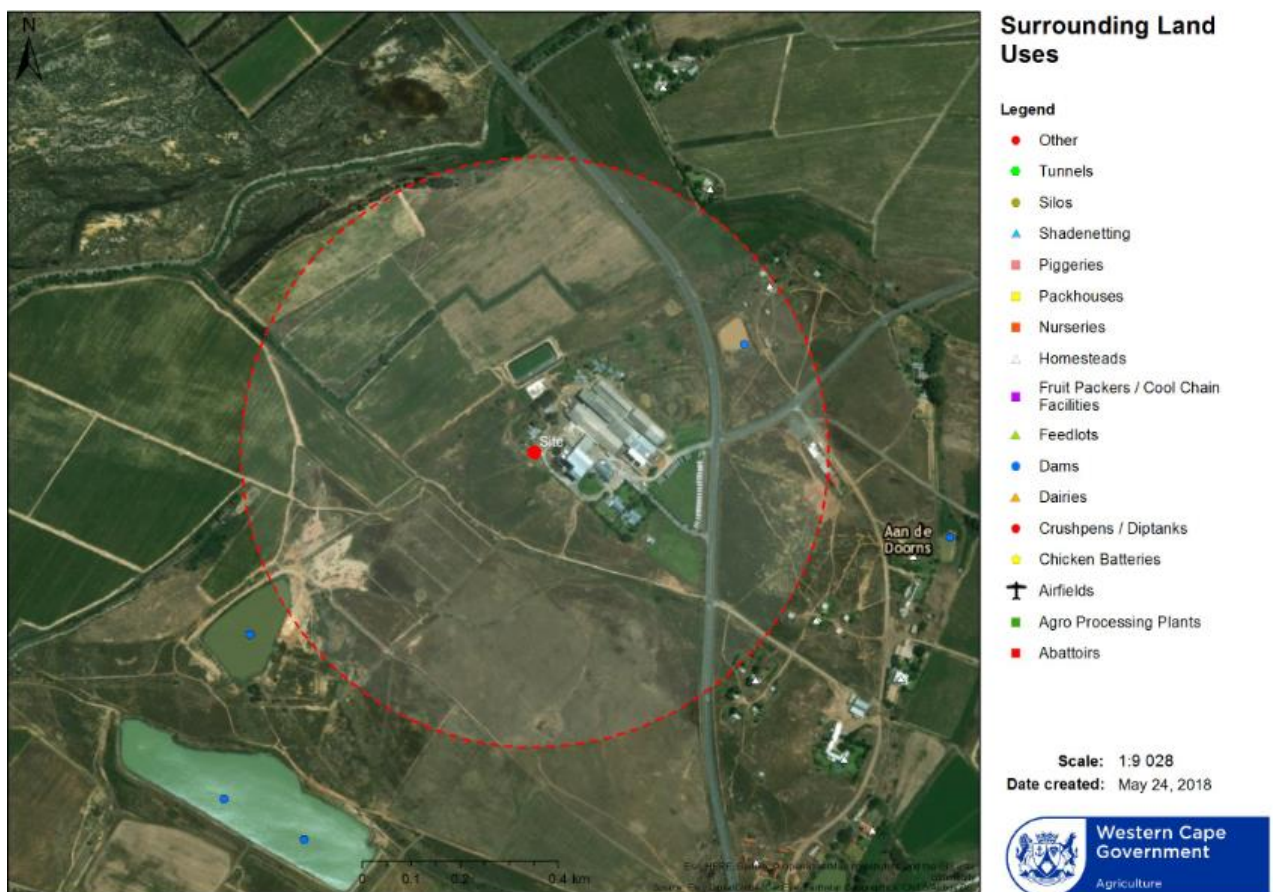 N
Site
Aan de
Doorns
0
0.1
0.2
0.4 km
Surrounding Land
Uses
Legend
Other
Tunnels
Silos
Shadenetting
Piggeries
Packhouses
Nurseries
Homesteads
Fruit Packers / Cool Chain
Facilities
Feedlots
Dams
Dairies
Crushpens / Diptanks
Chicken Batteries
Airfields
Agro Processing Plants
Abattoirs
Scale: 1:9 028
Date created: May 24, 2018
Western Cape
Government
Agriculture